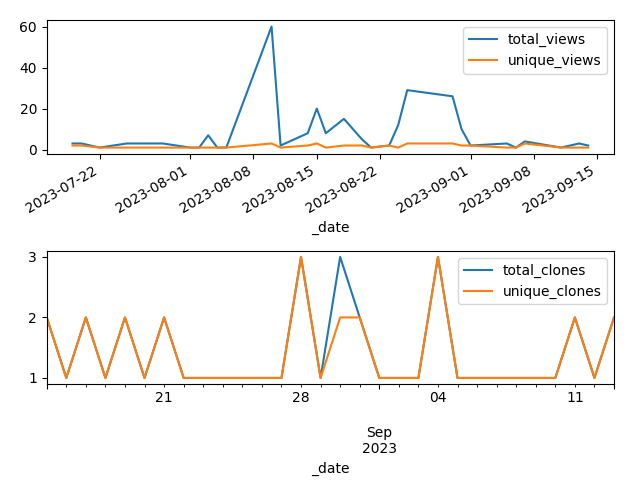 60
40
20
0
total_views
unique_views
2023-07-22
2023-08-01
2023-08-08
2023-08-15
2023-08-22
2023-09-01
2023-09-08
2023-09-15
_date
3
2
1
total_clones
unique_clones
21
28
04
11
Sep
2023
_date